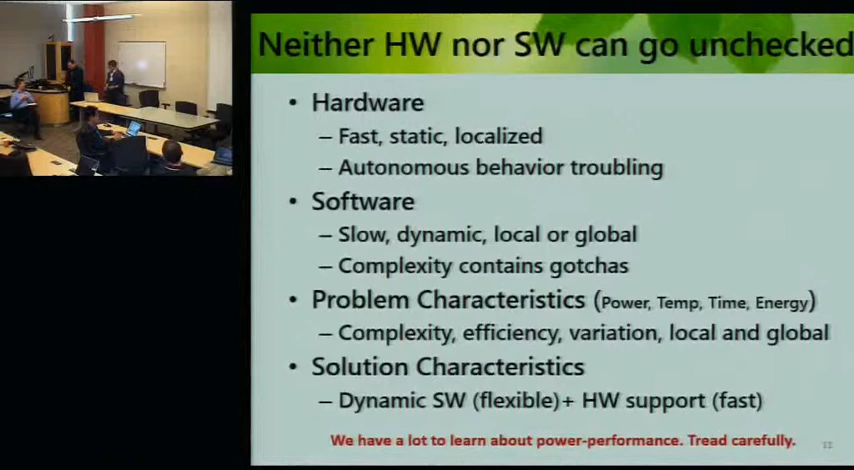 Neither HW nor SW can go unchecked
• Hardware
– Fast, static, localized
– Autonomous behavior troubling
• Software
– Slow, dynamic, local or global
– Complexity contains gotchas
• Problem Characteristics (Power, Temp, Time, Energy)
– Complexity, efficiency, variation, local and global
• Solution Characteristics
– Dynamic SW (flexible)+ HW support (fast)
We have a lot to learn about power-performance. Tread carefully.